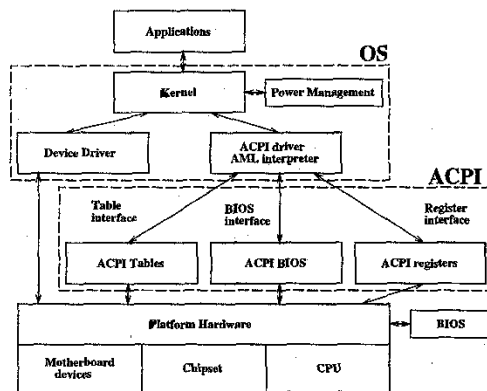 Applications
OS
Kernel
Power Management
Device Driver
ACPI driver
AML interpreter
ACPI
Table
interface
BIOS
interface
Register
interface
ACPI Tables
ACPI BIOS
ACPI registers
Platform Hardware
BIOS
Motherboard
devices
Chipset
CPU